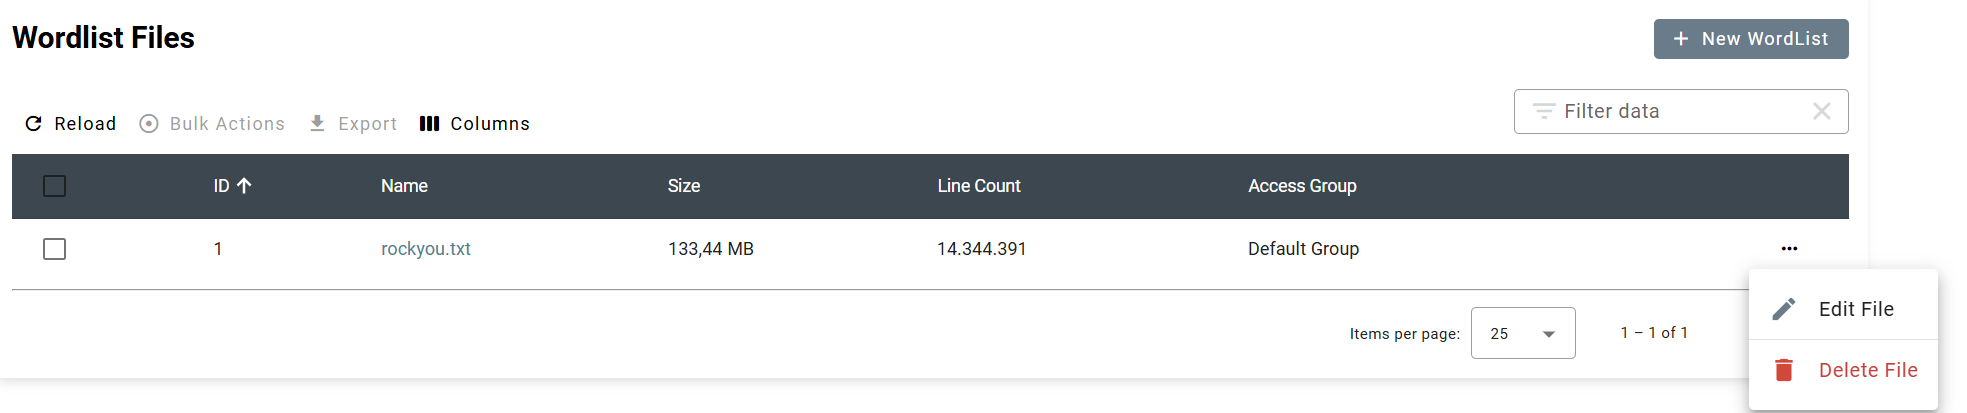 Wordlist Files
New WordList
Reload Bulk Actions Export Columns
Filter data
ID Name Size Line Count Access Group
1 rockyou.txt 133,44 MB 14.344.391 Default Group
Edit File
Items per page: 25 1 – 1 of 1
Delete File